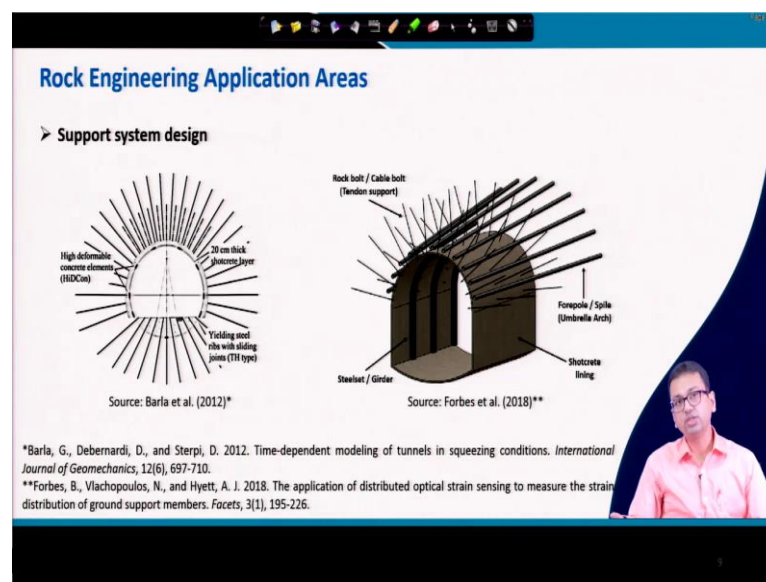 Rock Engineering Application Areas
➤ Support system design
High deformable
concrete elements
(HiDCon)
20 cm thick
shotcrete layer
Yielding steel
ribs with sliding
joints (TH type)
Source: Barla et al. (2012)*
Rock bolt / Cable bolt
(Tendon support)
Forepole / Spile
(Umbrella Arch)
Shotcrete
lining
Steelset / Girder
Source: Forbes et al. (2018)**
*Barla, G., Debernardi, D., and Sterpi, D. 2012. Time-dependent modeling of tunnels in squeezing conditions. International
Journal of Geomechanics, 12(6), 697-710.
**Forbes, B., Vlachopoulos, N., and Hyett, A. J. 2018. The application of distributed optical strain sensing to measure the strain
distribution of ground support members. Facets, 3(1), 195-226.
9